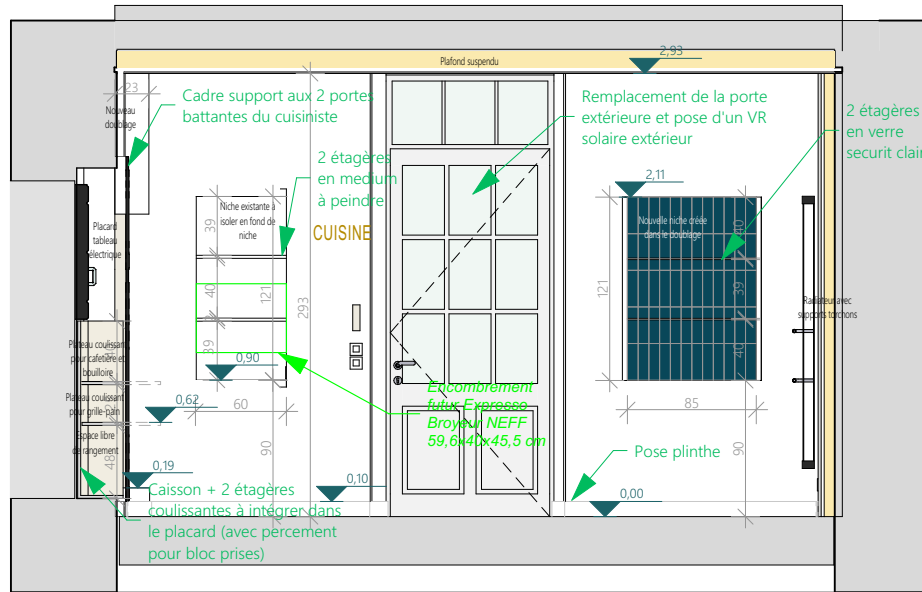 Plafond suspendu
2,93
23
Nouveau
doublage
Cadre support aux 2 portes
battantes du cuisiniste
Remplacement de la porte
extérieure et pose d'un VR
solaire extérieur
2 étagères
en verre
securit clair
2 étagères
en medium
à peindre
2,11
Niche existante à
isoler en fond de
niche
39
CUISINE
Nouvelle niche créée
dans le doublage
40
Placard
tableau
électrique
40
2
121
293
121
39
Radiateur avec
supports torchons
39
40
Plateau coulissant
pour cafetière et
bouilloire
0,90
Encombrement
futur Expresso
Broyeur NEFF
59,6x40x45,5 cm
Plateau coulissant
pour grille-pain
0,62
60
85
Espace libre
de rangement
48
90
90
Pose plinthe
0,19
0,10
0,00
Caisson + 2 étagères
coulissantes à intégrer dans
le placard (avec percement
pour bloc prises)